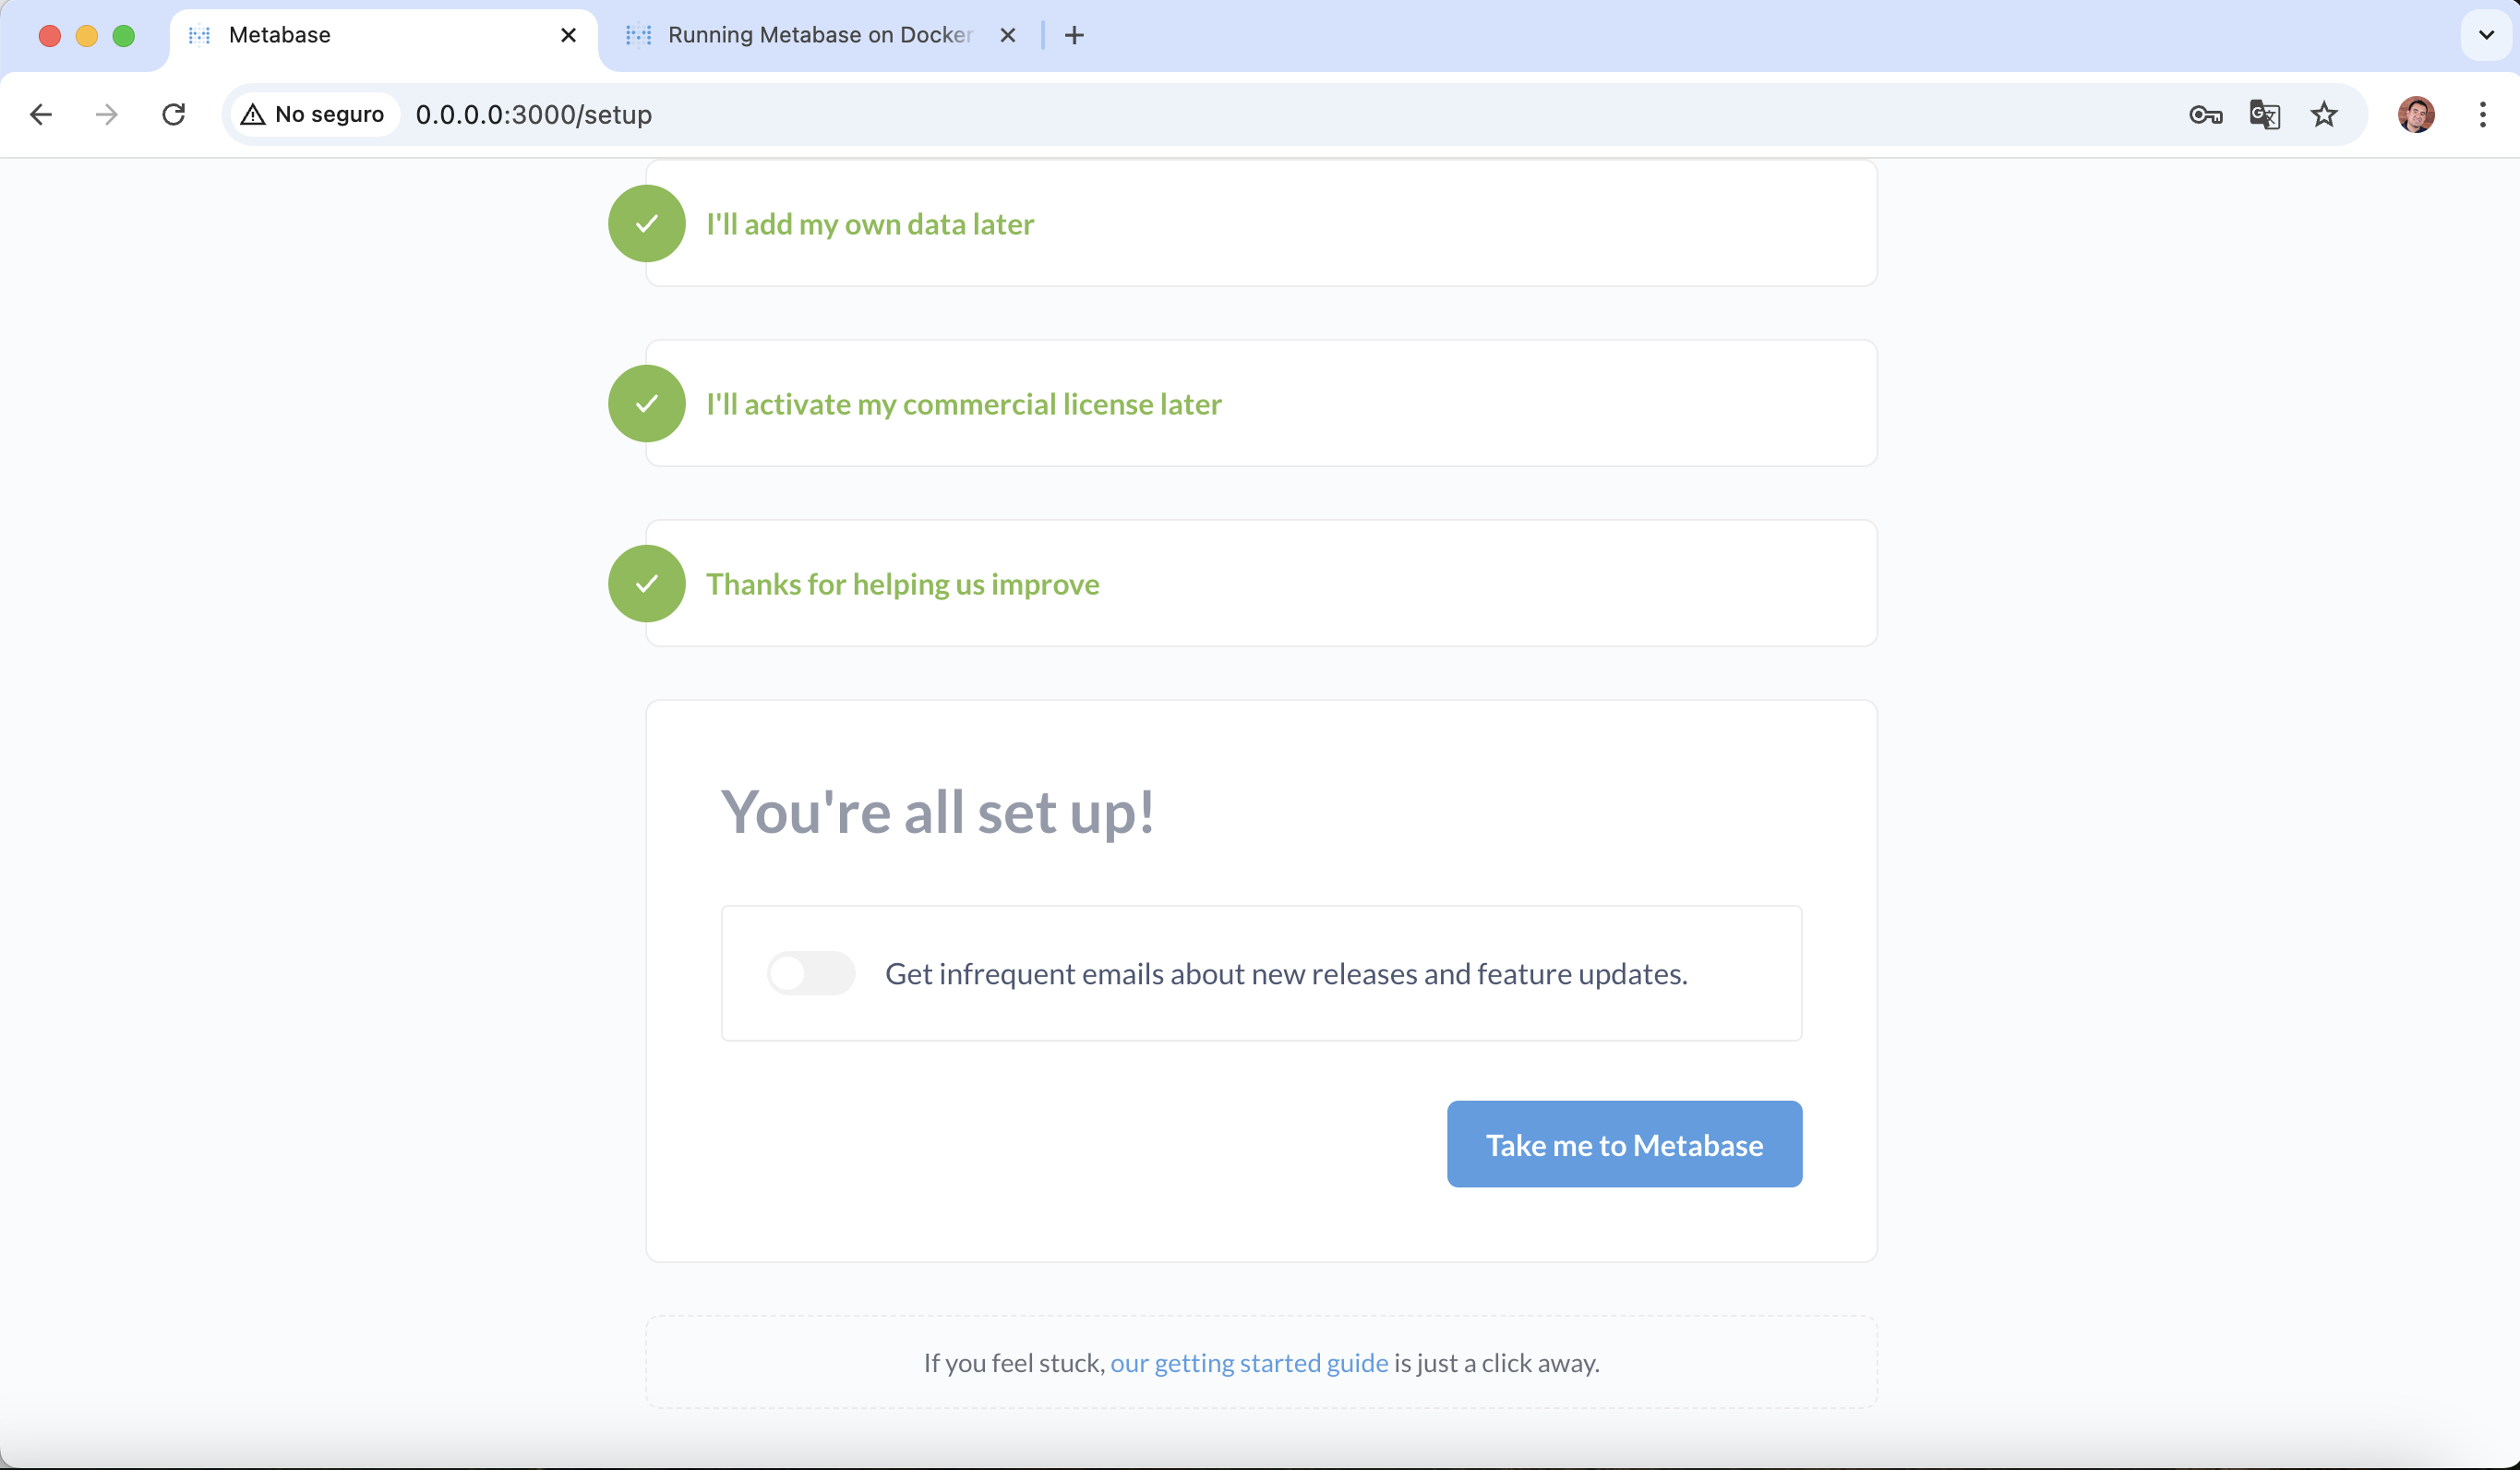 Metabase
Running Metabase on Docker
No seguro
0.0.0.0:3000/setup
I'll add my own data later
I'll activate my commercial license later
Thanks for helping us improve
You're all set up!
Get infrequent emails about new releases and feature updates.
Take me to Metabase
If you feel stuck, our getting started guide is just a click away.